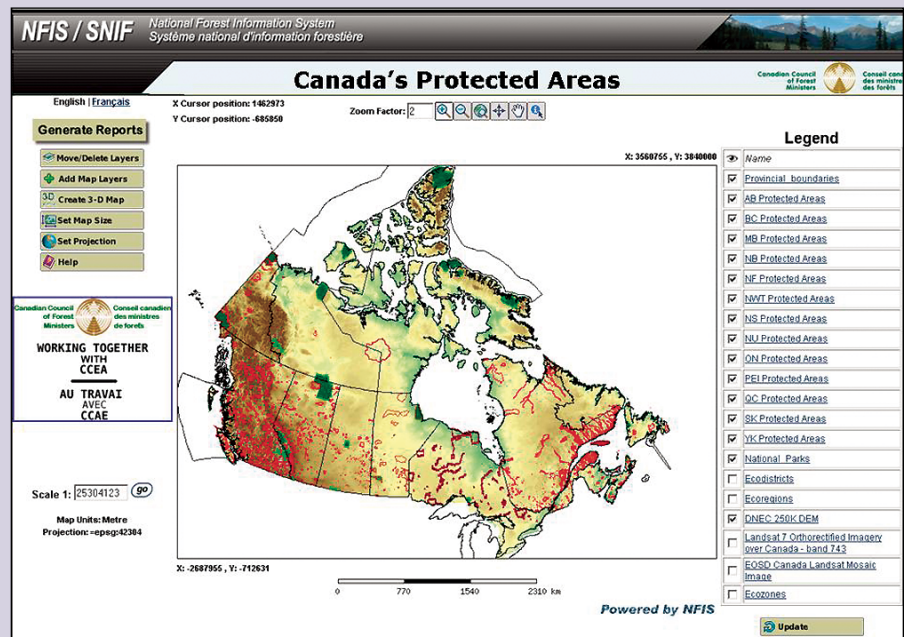 NFIS / SNIF
National Forest Information System
Système national d'information forestière
Canada's Protected Areas
Canadian Council
of Forest
Ministers
Conseil cana
des ministre
des forêts
English | Français
Generate Reports
Move/Delete Layers
Add Map Layers
3D Create 3-D Map
Set Map Size
Set Projection
Help
Canadian Council
of Forest
Ministers
Conseil canadien
des ministres
de forets
WORKING TOGETHER
WITH
CCEA
AU TRAVAI
AVEC
CCAE
Scale 1: 25304123 go
Map Units: Metre
Projection: =epsg:42304
X Cursor position: 1462973
Y Cursor position: -685850
Zoom Factor: 2
X: 3560755 , Y: 3840000
X: -2687955 , Y: -712631
0 770 1540 2310 km
Powered by NFIS
Legend
Name
Provincial boundaries
AB Protected Areas
BC Protected Areas
MB Protected Areas
NB Protected Areas
NF Protected Areas
NWT Protected Areas
NS Protected Areas
NU Protected Areas
ON Protected Areas
PEI Protected Areas
QC Protected Areas
SK Protected Areas
YK Protected Areas
National Parks
Ecodistricts
Ecoregions
DNEC 250K DEM
Landsat 7 Orthorectified Imagery
over Canada - band 743
EOSD Canada Landsat Mosaic
Image
Ecozones
Update